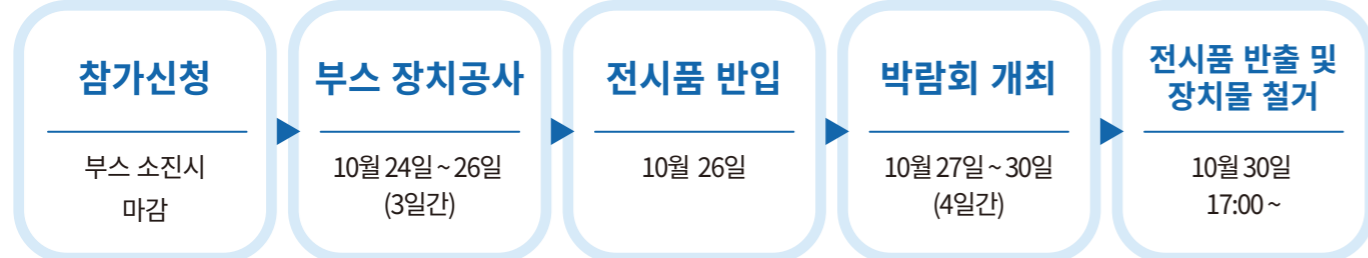 참가신청
부스 소진시
마감
부스 장치공사
10월 24일 ~ 26일
(3일간)
전시품 반입
10월 26일
박람회 개최
10월 27일 ~ 30일
(4일간)
전시품 반출 및
장치물 철거
10월 30일
17:00 ~